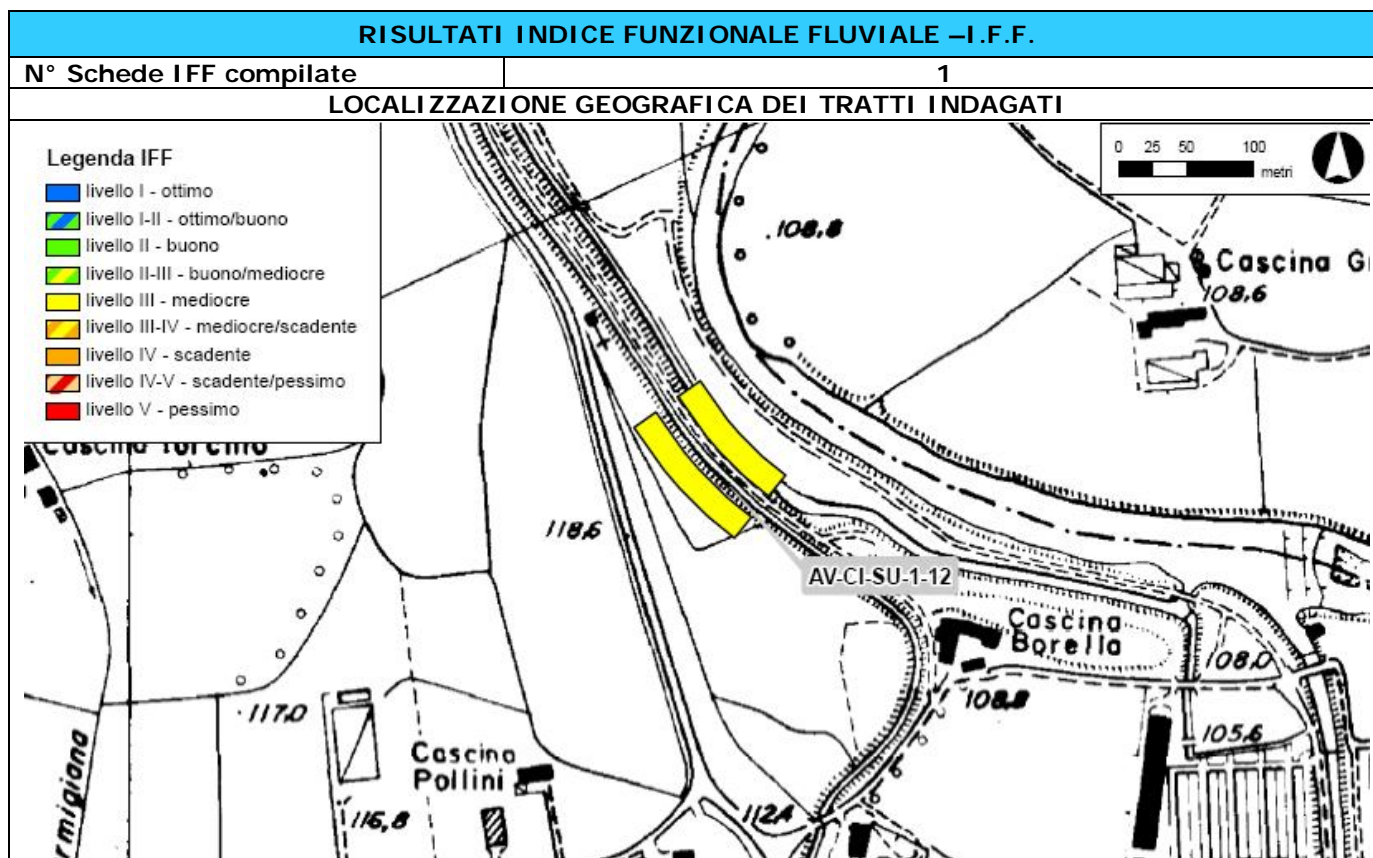 RISULTATI INDICE FUNZIONALE FLUVIALE –I.F.F.
N° Schede IFF compilate 1
LOCALIZZAZIONE GEOGRAFICA DEI TRATTI INDAGATI
Legenda IFF
livello I - ottimo
livello I-II - ottimo/buono
livello II - buono
livello II-III - buono/mediocre
livello III - mediocre
livello III-IV - mediocre/scadente
livello IV - scadente
livello IV-V - scadente/pessimo
livello V - pessimo
0 25 50 100
metri
108,8
Cascina G
108,6
Cascina
118,6
AV-CI-SU-1-12
Cascina
Borella
108,0
108,8
105,6
117,0
Cascina
Pollini
116,8
112,4
rmigiana